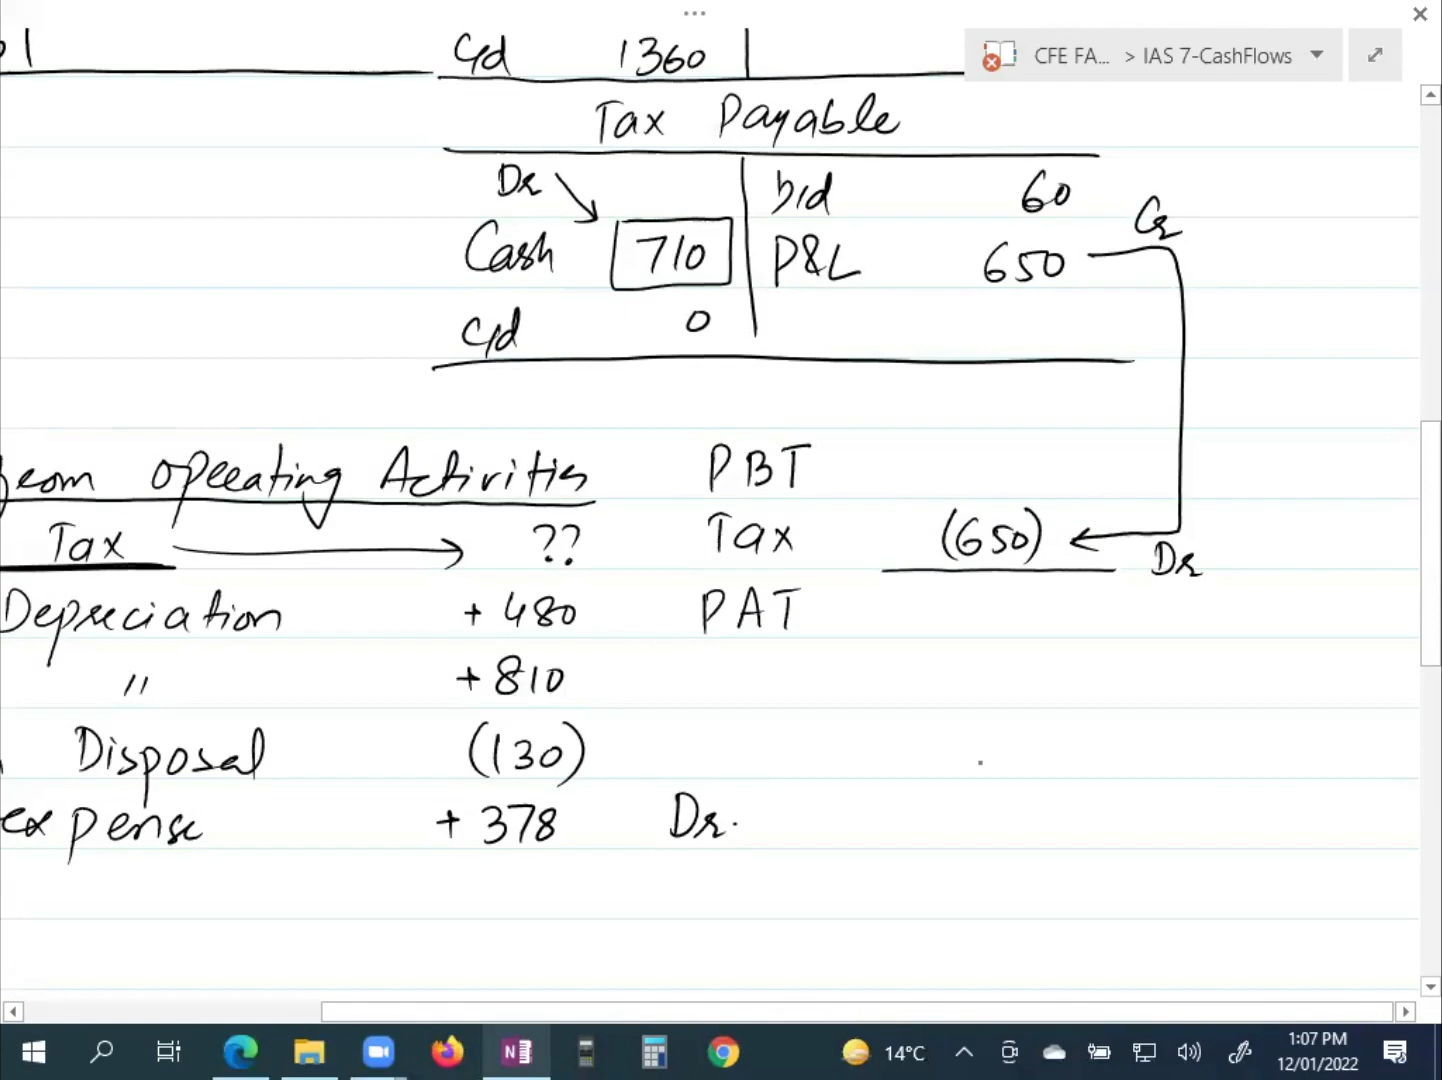 c/d 1360
CFE FA... > IAS 7-CashFlows
Tax Payable
Dr
b/d 60
Cr
Cash 710 P&L 650
c/d 0
from Operating Activities PBT
Tax ?? Tax (650)
Dr
Depreciation + 480 PAT
" + 810
Disposal (130)
expense + 378 Dr.
N
14°C
1:07 PM
12/01/2022